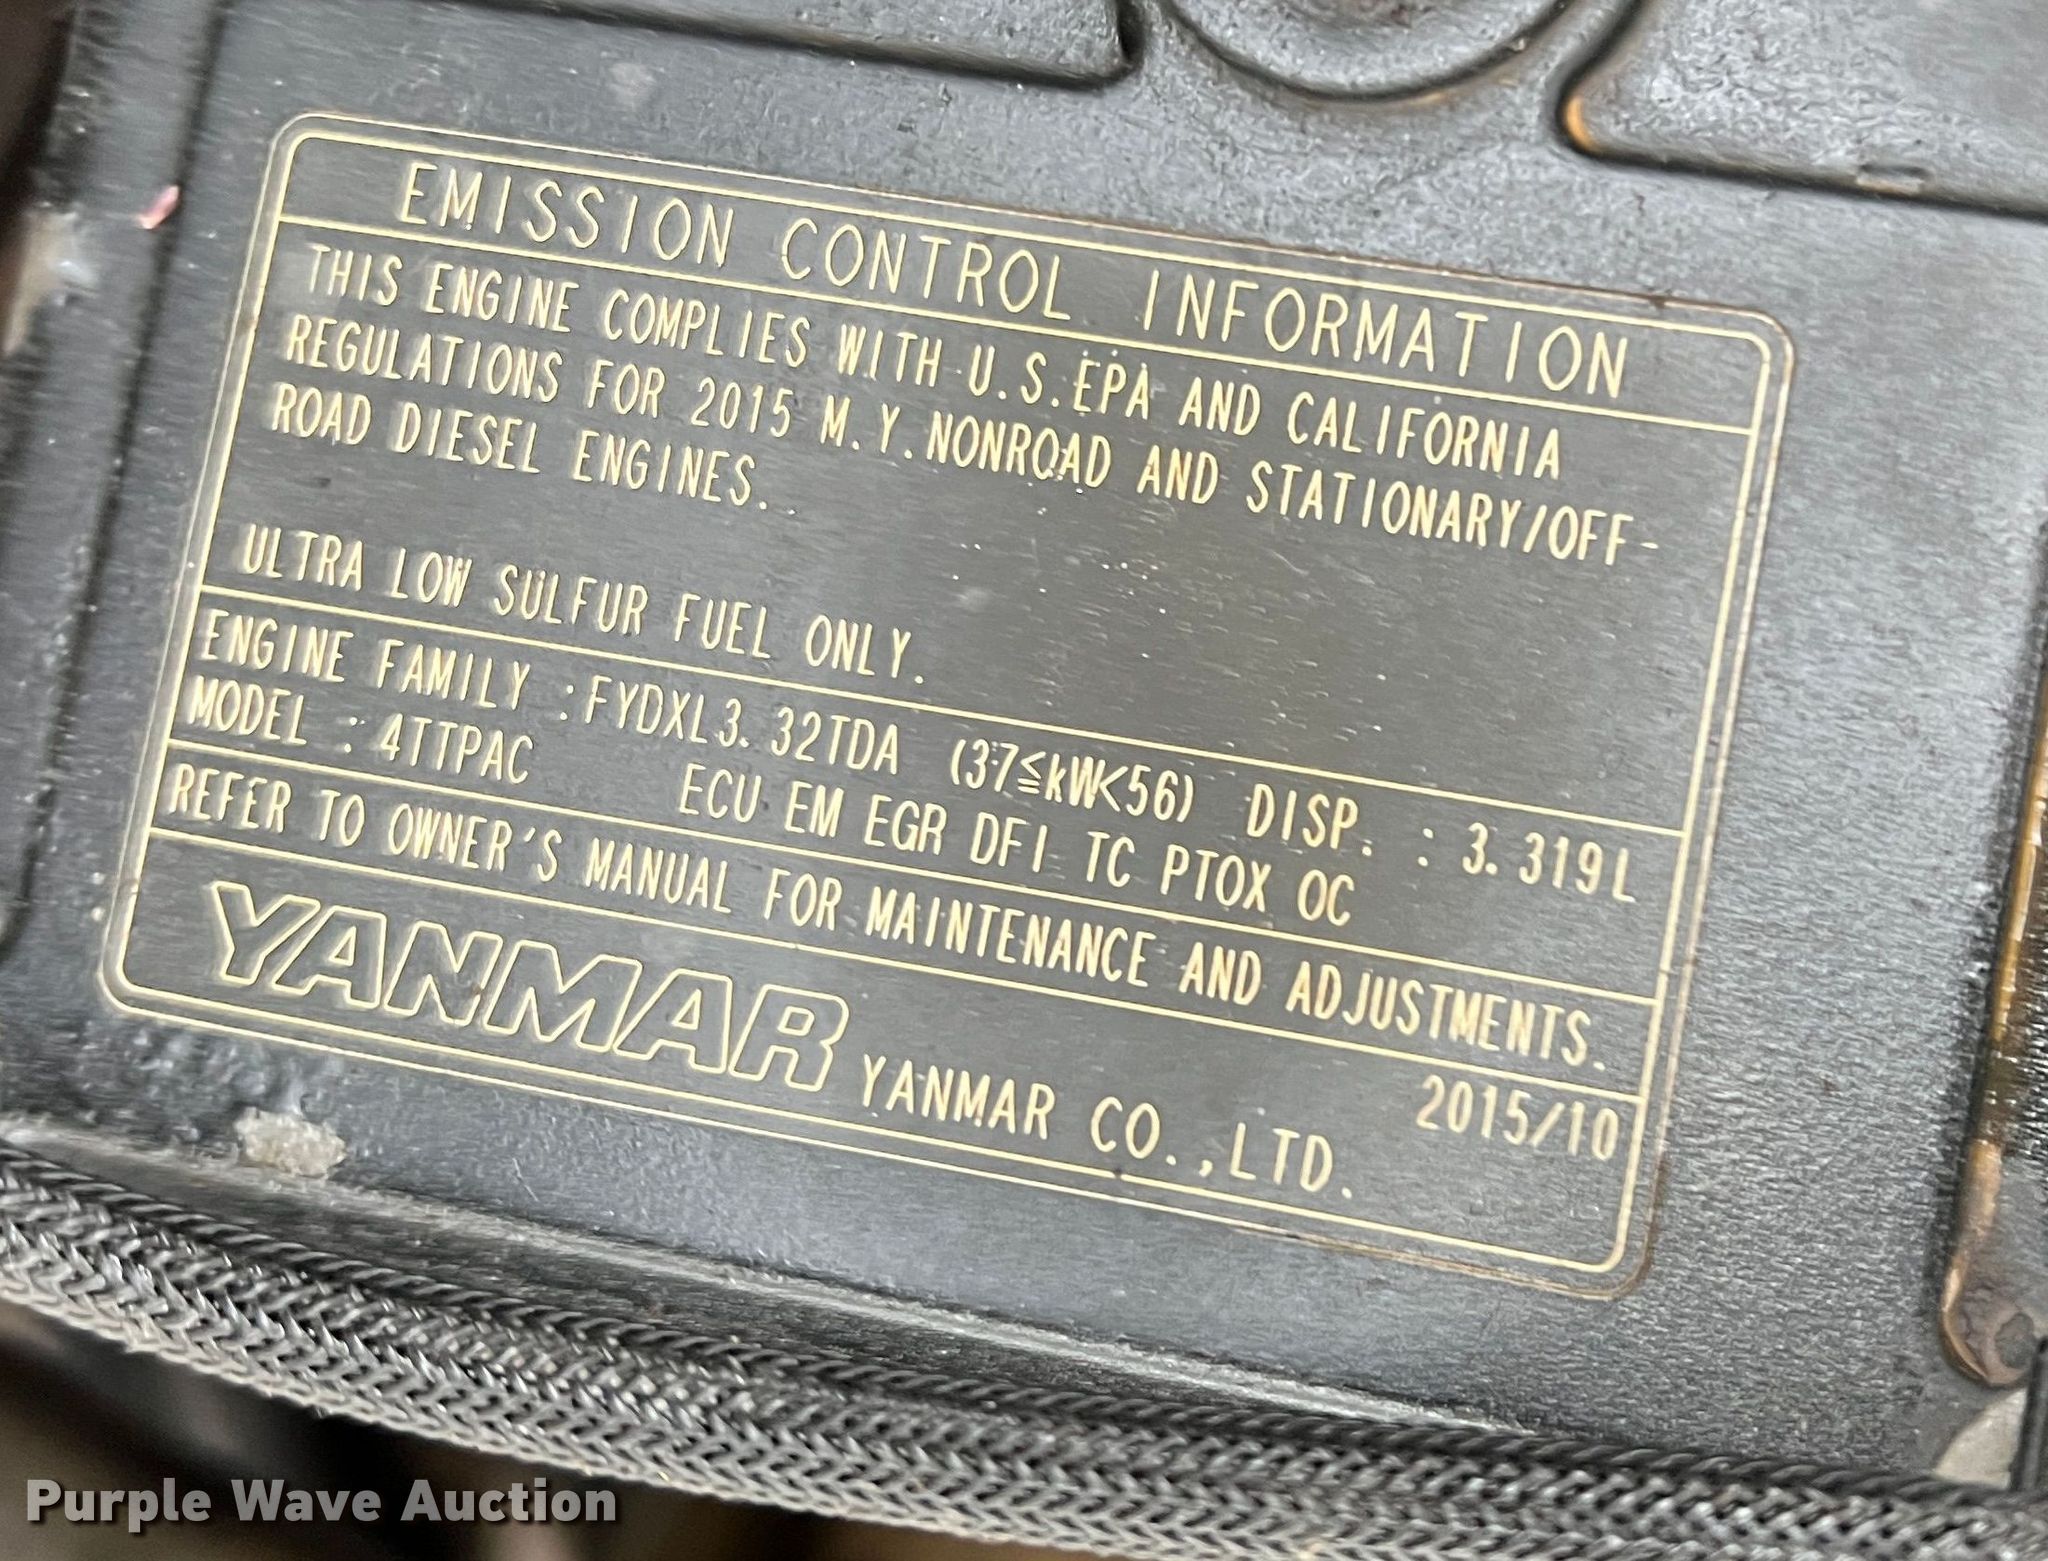 EMISSION CONTROL INFORMATION
THIS ENGINE COMPLIES WITH U.S.EPA AND CALIFORNIA
REGULATIONS FOR 2015 M.Y.NONROAD AND STATIONARY/OFF-
ROAD DIESEL ENGINES.
ULTRA LOW SULFUR FUEL ONLY.
ENGINE FAMILY :FYDXL3.32TDA (37≦kW<56) DISP. : 3.319L
MODEL : 4TTPAC ECU EM EGR DFI TC PTOX OC
REFER TO OWNER'S MANUAL FOR MAINTENANCE AND ADJUSTMENTS.
YANMAR YANMAR CO.,LTD. 2015/10
Purple Wave Auction